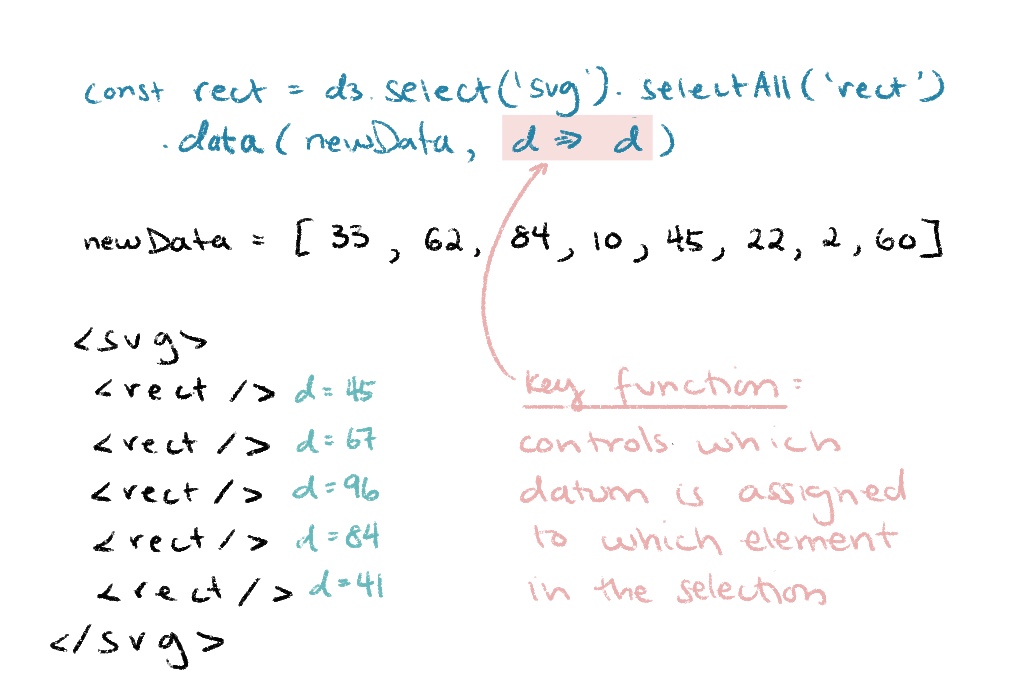 const rect = d3.select('svg').selectAll('rect')
.data(newData, d => d)
newData = [33, 62, 84, 10, 45, 22, 2, 60]
<svg>
<rect /> d=45
<rect /> d=67
<rect /> d=96
<rect /> d=84
<rect /> d=41
</svg>
key function:
controls which
datum is assigned
to which element
in the selection